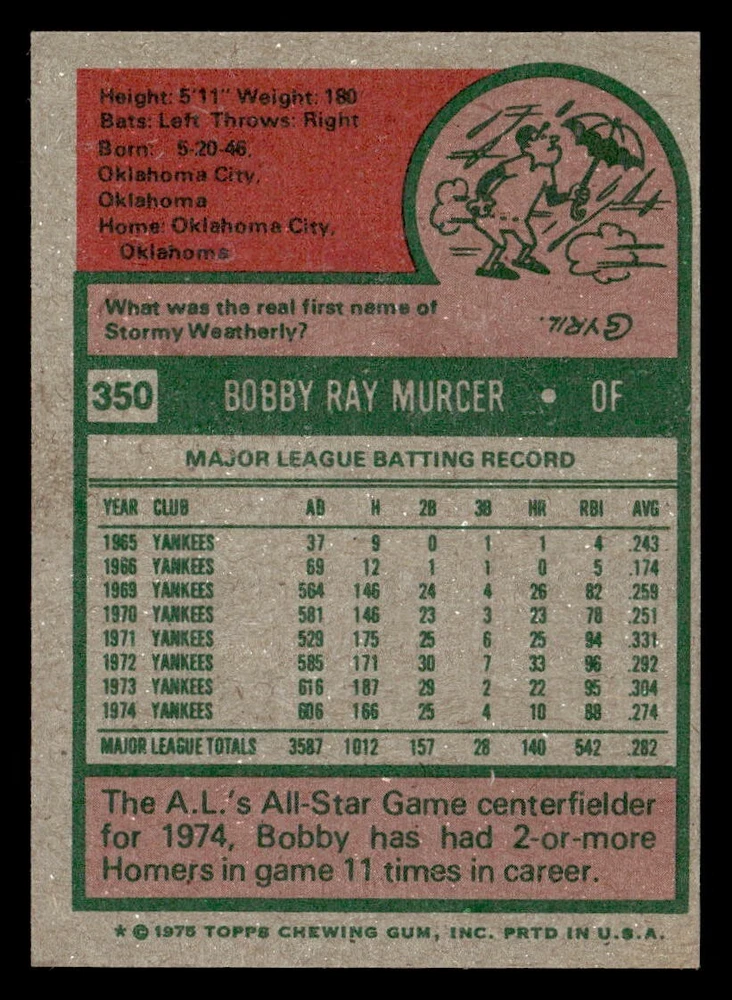 Height: 5'11" Weight: 180
Bats: Left Throws: Right
Born: 5-20-46,
Oklahoma City,
Oklahoma
Home: Oklahoma City,
Oklahoma
What was the real first name of
Stormy Weatherly?
CYRIL.
350 BOBBY RAY MURCER • OF
MAJOR LEAGUE BATTING RECORD
YEAR CLUB AB H 2B 3B HR RBI AVG
1965 YANKEES 37 9 0 1 1 4 .243
1966 YANKEES 69 12 1 1 0 5 .174
1969 YANKEES 564 146 24 4 26 82 .259
1970 YANKEES 581 146 23 3 23 78 .251
1971 YANKEES 529 175 25 6 25 94 .331
1972 YANKEES 585 171 30 7 33 96 .292
1973 YANKEES 616 187 29 2 22 95 .304
1974 YANKEES 606 166 25 4 10 88 .274
MAJOR LEAGUE TOTALS 3587 1012 157 28 140 542 .282
The A.L.'s All-Star Game centerfielder
for 1974, Bobby has had 2-or-more
Homers in game 11 times in career.
* © 1975 TOPPS CHEWING GUM, INC. PRTD IN U.S.A.